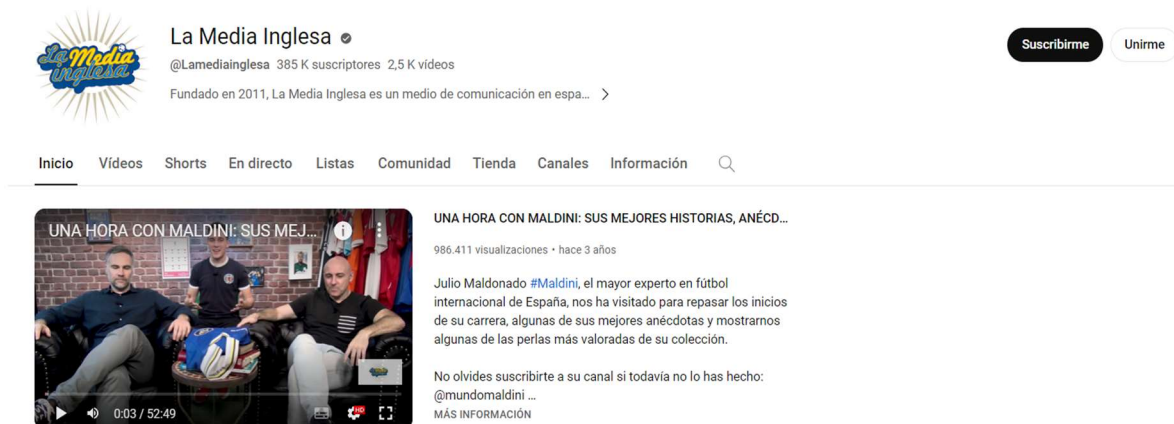 La Media inglesa
La Media Inglesa
@Lamediainglesa 385 K suscriptores 2,5 K vídeos
Fundado en 2011, La Media Inglesa es un medio de comunicación en espa...
Suscribirme
Unirme
Inicio Vídeos Shorts En directo Listas Comunidad Tienda Canales Información
UNA HORA CON MALDINI: SUS MEJ...
0:03 / 52:49
HD
UNA HORA CON MALDINI: SUS MEJORES HISTORIAS, ANÉCD...
986.411 visualizaciones • hace 3 años
Julio Maldonado #Maldini, el mayor experto en fútbol
internacional de España, nos ha visitado para repasar los inicios
de su carrera, algunas de sus mejores anécdotas y mostrarnos
algunas de las perlas más valoradas de su colección.
No olvides suscribirte a su canal si todavía no lo has hecho:
@mundomaldini ...
MÁS INFORMACIÓN